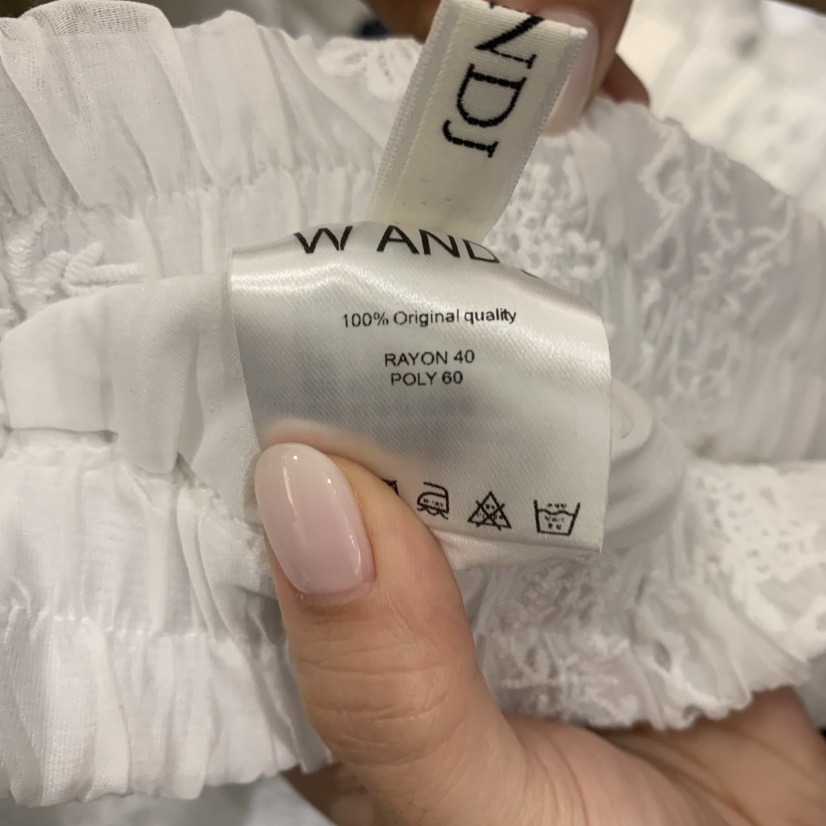 NDJ
W AND
100% Original quality
RAYON 40
POLY 60